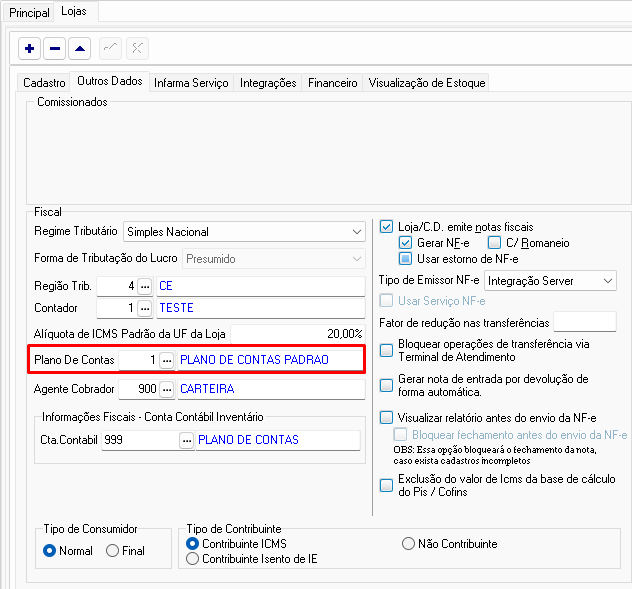 Principal Lojas
Cadastro Outros Dados Infarma Serviço Integrações Financeiro Visualização de Estoque
Comissionados
Fiscal
Regime Tributário Simples Nacional
Forma de Tributação do Lucro Presumido
Região Trib. 4 ... CE
Contador 1 ... TESTE
Alíquota de ICMS Padrão da UF da Loja 20,00%
Plano De Contas 1 ... PLANO DE CONTAS PADRAO
Agente Cobrador 900 ... CARTEIRA
Informações Fiscais - Conta Contábil Inventário
Cta.Contabil 999 ... PLANO DE CONTAS
Loja/C.D. emite notas fiscais
Gerar NF-e C/ Romaneio
Usar estorno de NF-e
Tipo de Emissor NF-e Integração Server
Usar Serviço NF-e
Fator de redução nas transferências
Bloquear operações de transferência via
Terminal de Atendimento
Gerar nota de entrada por devolução de
forma automática.
Visualizar relatório antes do envio da NF-e
Bloquear fechamento antes do envio da NF-e
OBS: Essa opção bloqueará o fechamento da nota,
caso exista cadastros incompletos
Exclusão do valor de Icms da base de cálculo
do Pis / Cofins
Tipo de Consumidor
Normal Final
Tipo de Contribuinte
Contribuinte ICMS Não Contribuinte
Contribuinte Isento de IE